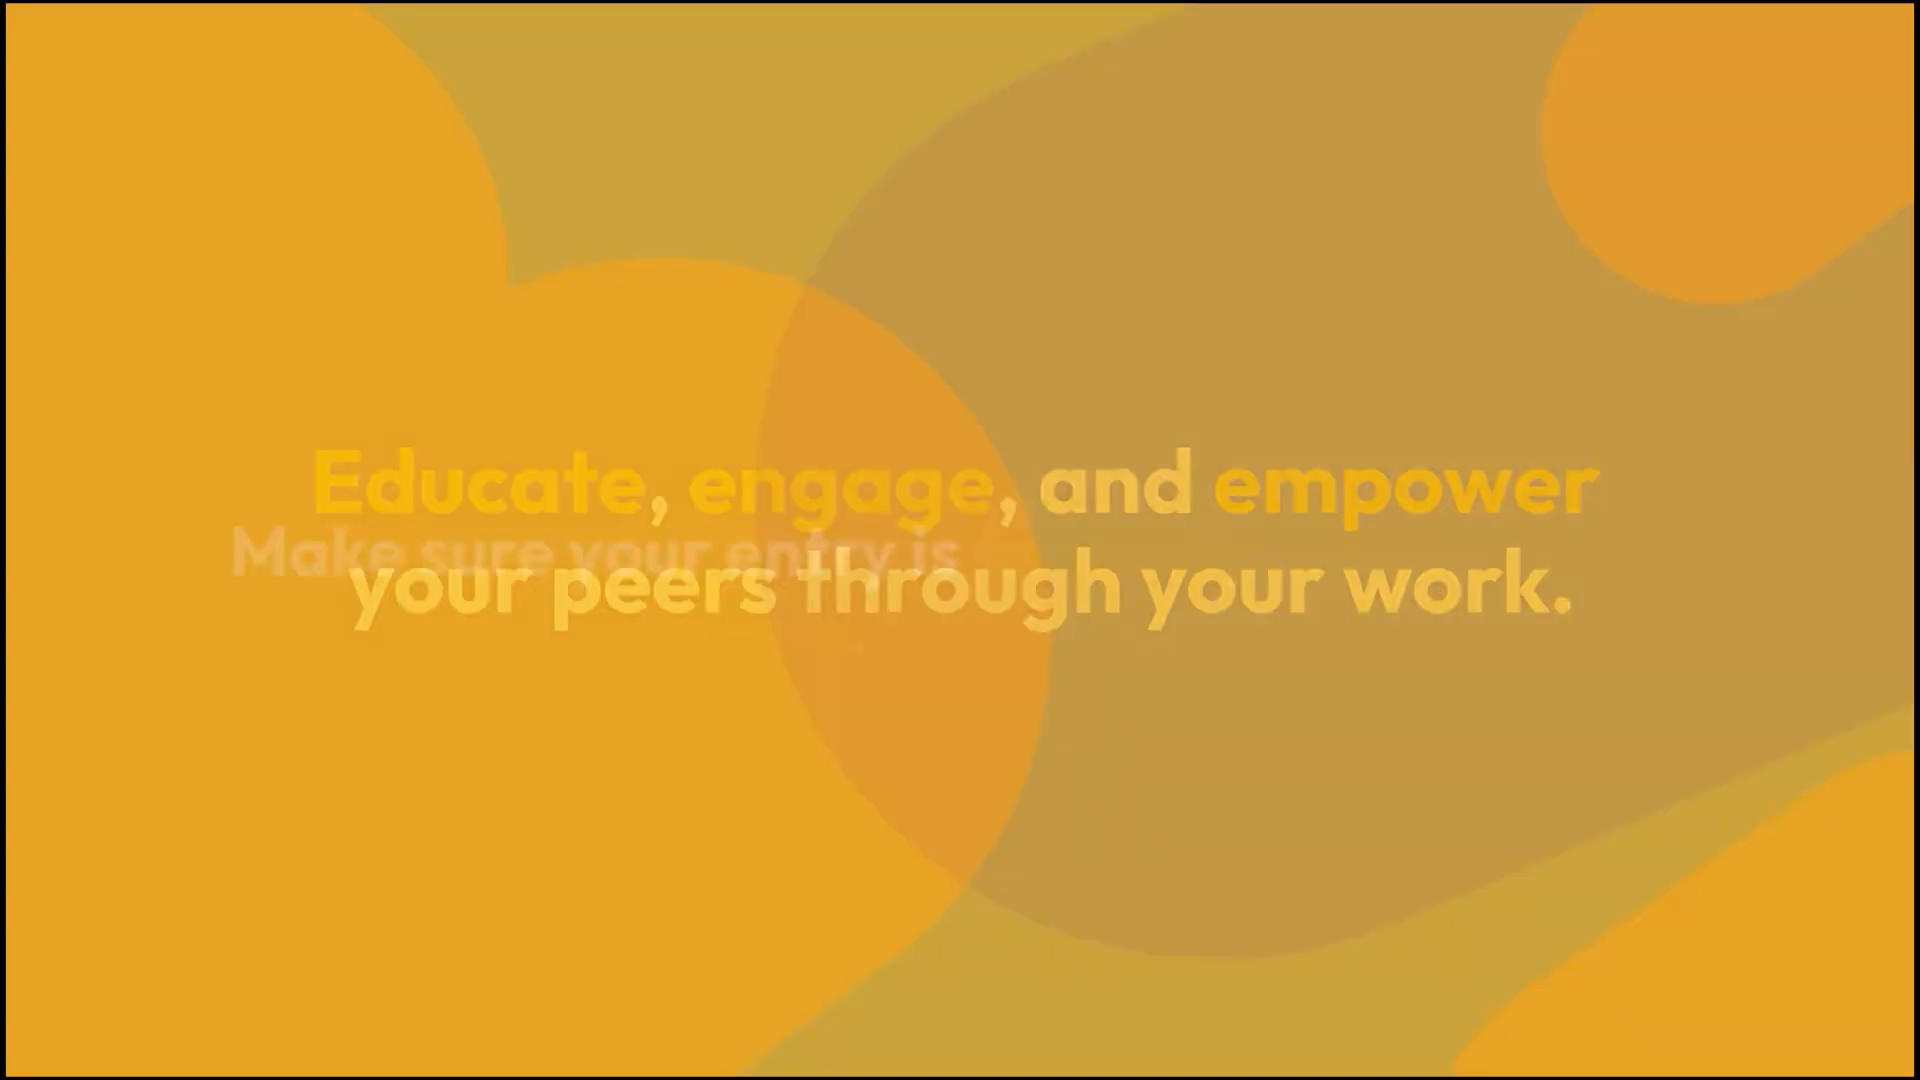 Educate, engage, and empower
Make sure your entry is
your peers through your work.